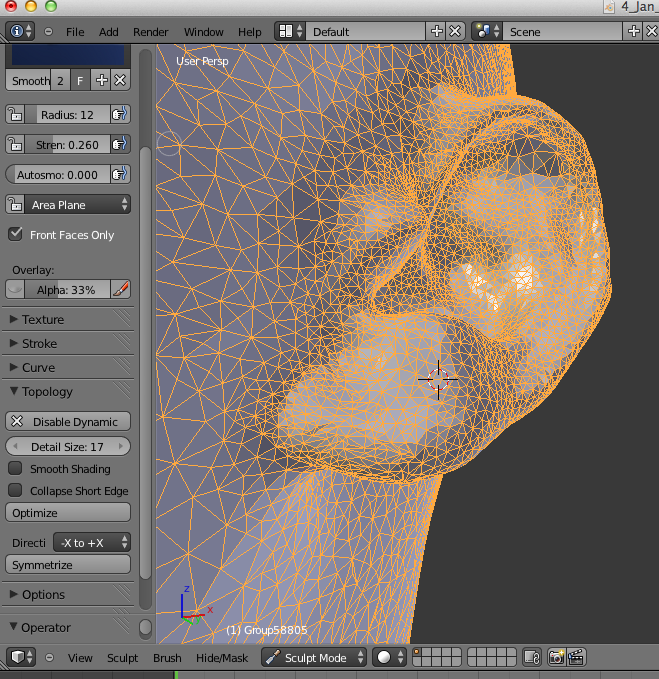 4_Jan_
File Add Render Window Help Default Scene
Smooth 2 F
User Persp
Radius: 12
Stren: 0.260
Autosmo: 0.000
Area Plane
Front Faces Only
Overlay:
Alpha: 33%
Texture
Stroke
Curve
Topology
Disable Dynamic
Detail Size: 17
Smooth Shading
Collapse Short Edge
Optimize
Directi -X to +X
Symmetrize
z
x
Options
Operator
(1) Group58805
View Sculpt Brush Hide/Mask Sculpt Mode